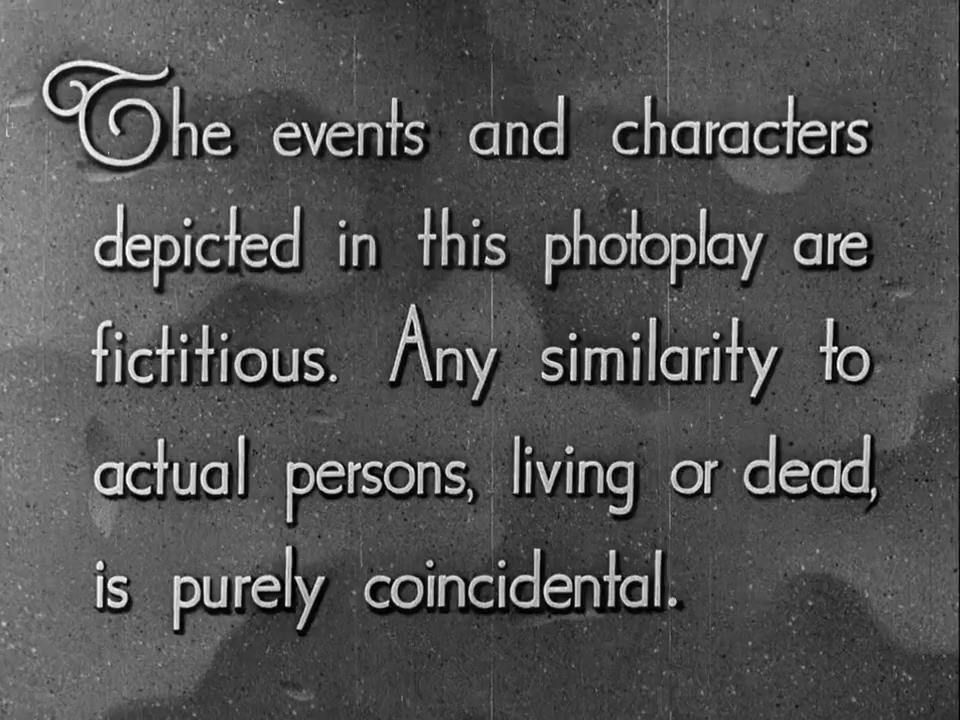 The events and characters
depicted in this photoplay are
fictitious. Any similarity to
actual persons, living or dead,
is purely coincidental.